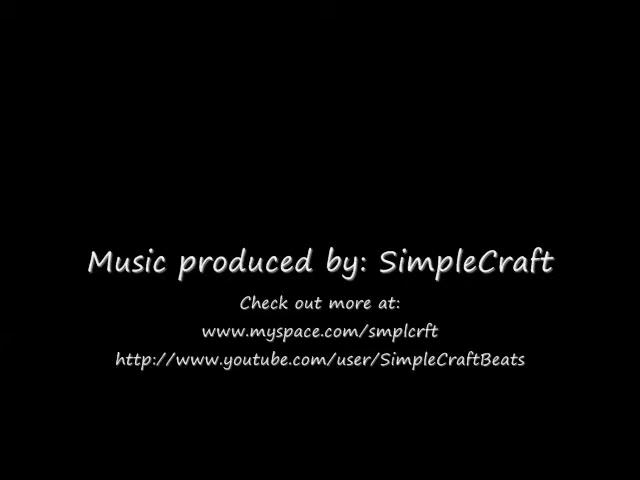 Music produced by: SimpleCraft
Check out more at:
www.myspace.com/smplcrft
http://www.youtube.com/user/SimpleCraftBeats